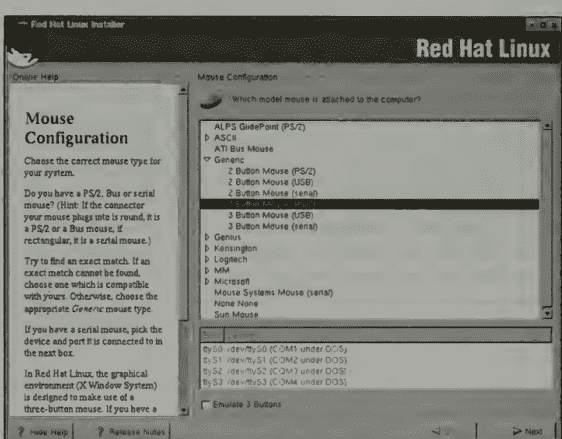 Red Hat Linux Installer
Red Hat Linux
Online Help
Mouse
Configuration
Choose the correct mouse type for
your system.
Do you have a PS/2, Bus or serial
mouse? (Hint: If the connector
your mouse plugs into is round, it is
a PS/2 or a Bus mouse, if
rectangular, it is a serial mouse.)
Try to find an exact match. If an
exact match cannot be found,
choose one which is compatible
with yours. Otherwise, choose the
appropriate Generic mouse type.
If you have a serial mouse, pick the
device and port it is connected to in
the next box.
In Red Hat Linux, the graphical
environment (X Window System)
is designed to make use of a
three-button mouse. If you have a
Mouse Configuration
Which model mouse is attached to the computer?
ALPS GlidePoint (PS/2)
ASCII
ATI Bus Mouse
Generic
2 Button Mouse (PS/2)
2 Button Mouse (USB)
2 Button Mouse (serial)
3 Button Mouse (PS/2)
3 Button Mouse (USB)
3 Button Mouse (serial)
Genius
Kensington
Logitech
MM
Microsoft
Mouse Systems Mouse (serial)
None None
Sun Mouse
ttyS0 /dev/ttyS0 (COM1 under DOS)
ttyS1 /dev/ttyS1 (COM2 under DOS)
ttyS2 /dev/ttyS2 (COM3 under DOS)
ttyS3 /dev/ttyS3 (COM4 under DOS)
Emulate 3 Buttons
? Hide Help
? Release Notes
Next